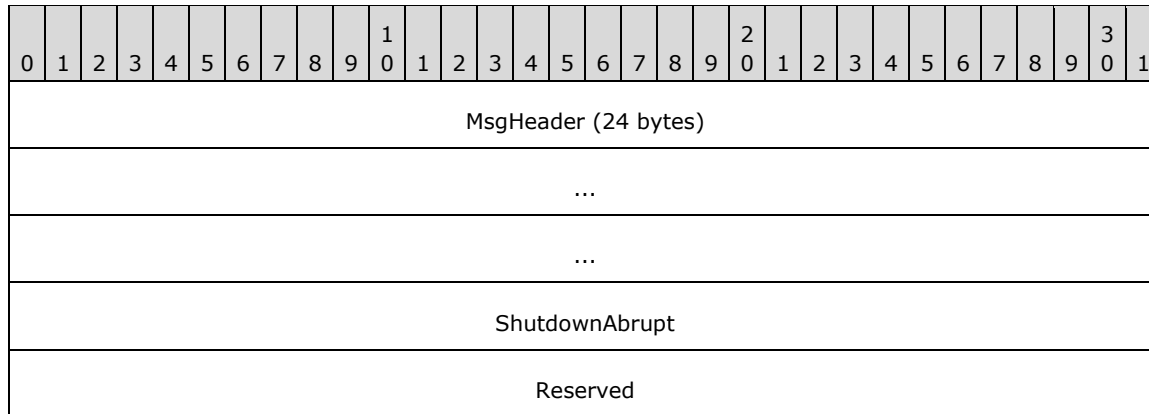 1 2 3
0 1 2 3 4 5 6 7 8 9 0 1 2 3 4 5 6 7 8 9 0 1 2 3 4 5 6 7 8 9 0 1
MsgHeader (24 bytes)
...
...
ShutdownAbrupt
Reserved